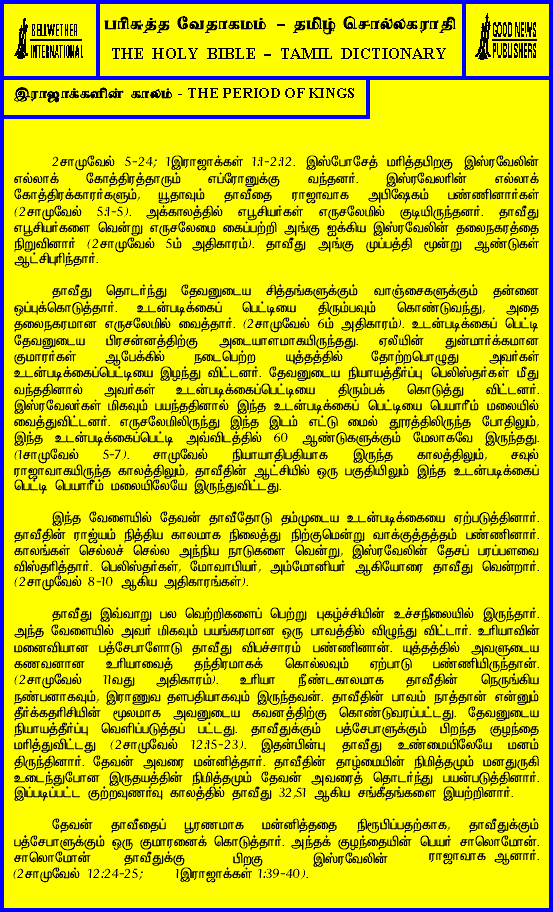 BELLWETHER
INTERNATIONAL
பரிசுத்த வேதாகமம் – தமிழ் சொல்லகராதி
THE HOLY BIBLE – TAMIL DICTIONARY
GOOD NEWS
PUBLISHERS
இராஜாக்களின் காலம் - THE PERIOD OF KINGS
2சாமுவேல் 5-24; 1இராஜாக்கள் 1:1-2:12. இஸ்போசேத் மரித்தபிறகு இஸ்ரவேலின்
எல்லாக் கோத்திரத்தாரும் எப்ரோனுக்கு வந்தனர். இஸ்ரவேலரின் எல்லாக்
கோத்திரக்காரர்களும், யூதாவும் தாவீதை ராஜாவாக அபிஷேகம் பண்ணினார்கள்
(2சாமுவேல் 5:1-5). அக்காலத்தில் எபூசியர்கள் எருசலேமில் குடியிருந்தனர். தாவீது
எபூசியர்களை வென்று எருசலேமை கைப்பற்றி அங்கு ஐக்கிய இஸ்ரவேலின் தலைநகரத்தை
நிறுவினார் (2சாமுவேல் 5ம் அதிகாரம்). தாவீது அங்கு முப்பத்தி மூன்று ஆண்டுகள்
ஆட்சிபுரிந்தார்.
தாவீது தொடர்ந்து தேவனுடைய சித்தங்களுக்கும் வாஞ்சைகளுக்கும் தன்னை
ஒப்புக்கொடுத்தார். உடன்படிக்கைப் பெட்டியை திரும்பவும் கொண்டுவந்து, அதை
தலைநகரமான எருசலேமில் வைத்தார். (2சாமுவேல் 6ம் அதிகாரம்). உடன்படிக்கைப் பெட்டி
தேவனுடைய பிரசன்னத்திற்கு அடையாளமாகயிருந்தது. ஏலியின் துன்மார்க்கமான
குமாரர்கள் ஆபேக்கில் நடைபெற்ற யுத்தத்தில் தோற்றபொழுது அவர்கள்
உடன்படிக்கைப்பெட்டியை இழந்து விட்டனர். தேவனுடைய நியாயத்தீர்ப்பு பெலிஸ்தர்கள் மீது
வந்ததினால் அவர்கள் உடன்படிக்கைப்பெட்டியை திரும்பக் கொடுத்து விட்டனர்.
இஸ்ரவேலர்கள் மிகவும் பயந்ததினால் இந்த உடன்படிக்கைப் பெட்டியை பெயாரீம் மலையில்
வைத்துவிட்டனர். எருசலேமிலிருந்து இந்த இடம் எட்டு மைல் தூரத்திலிருந்த போதிலும்,
இந்த உடன்படிக்கைப்பெட்டி அவ்விடத்தில் 60 ஆண்டுகளுக்கும் மேலாகவே இருந்தது.
(1சாமுவேல் 5-7). சாமுவேல் நியாயாதிபதியாக இருந்த காலத்திலும், சவுல்
ராஜாவாகயிருந்த காலத்திலும், தாவீதின் ஆட்சியில் ஒரு பகுதியிலும் இந்த உடன்படிக்கைப்
பெட்டி பெயாரீம் மலையிலேயே இருந்துவிட்டது.
இந்த வேளையில் தேவன் தாவீதோடு தம்முடைய உடன்படிக்கையை ஏற்படுத்தினார்.
தாவீதின் ராஜ்யம் நித்திய காலமாக நிலைத்து நிற்குமென்று வாக்குத்தத்தம் பண்ணினார்.
காலங்கள் செல்லச் செல்ல அந்நிய நாடுகளை வென்று, இஸ்ரவேலின் தேசப் பரப்பளவை
விஸ்தரித்தார். பெலிஸ்தர்கள், மோவாபியர், அம்மோனியர் ஆகியோரை தாவீது வென்றார்.
(2சாமுவேல் 8-10 ஆகிய அதிகாரங்கள்).
தாவீது இவ்வாறு பல வெற்றிகளைப் பெற்று புகழ்ச்சியின் உச்சநிலையில் இருந்தார்.
அந்த வேளையில் அவர் மிகவும் பயங்கரமான ஒரு பாவத்தில் விழுந்து விட்டார். உரியாவின்
மனைவியான பத்சேபாளோடு தாவீது விபச்சாரம் பண்ணினான். யுத்தத்தில் அவளுடைய
கணவனான உரியாவைத் தந்திரமாகக் கொல்லவும் ஏற்பாடு பண்ணியிருந்தான்.
(2சாமுவேல் 11வது அதிகாரம்). உரியா நீண்டகாலமாக தாவீதின் நெருங்கிய
நண்பனாகவும், இராணுவ தளபதியாகவும் இருந்தவன். தாவீதின் பாவம் நாத்தான் என்னும்
தீர்க்கதரிசியின் மூலமாக அவனுடைய கவனத்திற்கு கொண்டுவரப்பட்டது. தேவனுடைய
நியாயத்தீர்ப்பு வெளிப்படுத்தப் பட்டது. தாவீதுக்கும் பத்சேபாளுக்கும் பிறந்த குழந்தை
மரித்துவிட்டது (2சாமுவேல் 12:15-23). இதன்பின்பு தாவீது உண்மையிலேயே மனம்
திருந்தினார். தேவன் அவரை மன்னித்தார். தாவீதின் தாழ்மையின் நிமித்தமும் மனதுருகி
உடைந்துபோன இருதயத்தின் நிமித்தமும் தேவன் அவரைத் தொடர்ந்து பயன்படுத்தினார்.
இப்படிப்பட்ட குற்றவுணர்வு காலத்தில் தாவீது 32,51 ஆகிய சங்கீதங்களை இயற்றினார்.
தேவன் தாவீதைப் பூரணமாக மன்னித்ததை நிரூபிப்பதற்காக, தாவீதுக்கும்
பத்சேபாளுக்கும் ஒரு குமாரனைக் கொடுத்தார். அந்தக் குழந்தையின் பெயர் சாலொமோன்.
சாலொமோன் தாவீதுக்கு பிறகு இஸ்ரவேலின் ராஜாவாக ஆனார்.
(2சாமுவேல் 12:24-25; 1இராஜாக்கள் 1:39-40).